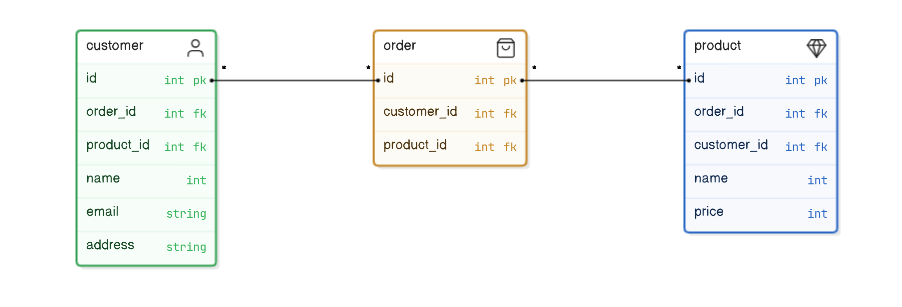 customer
id int pk
order_id int fk
product_id int fk
name int
email string
address string
* *
order
id int pk
customer_id int fk
product_id int fk
* *
product
id int pk
order_id int fk
customer_id int fk
name int
price int